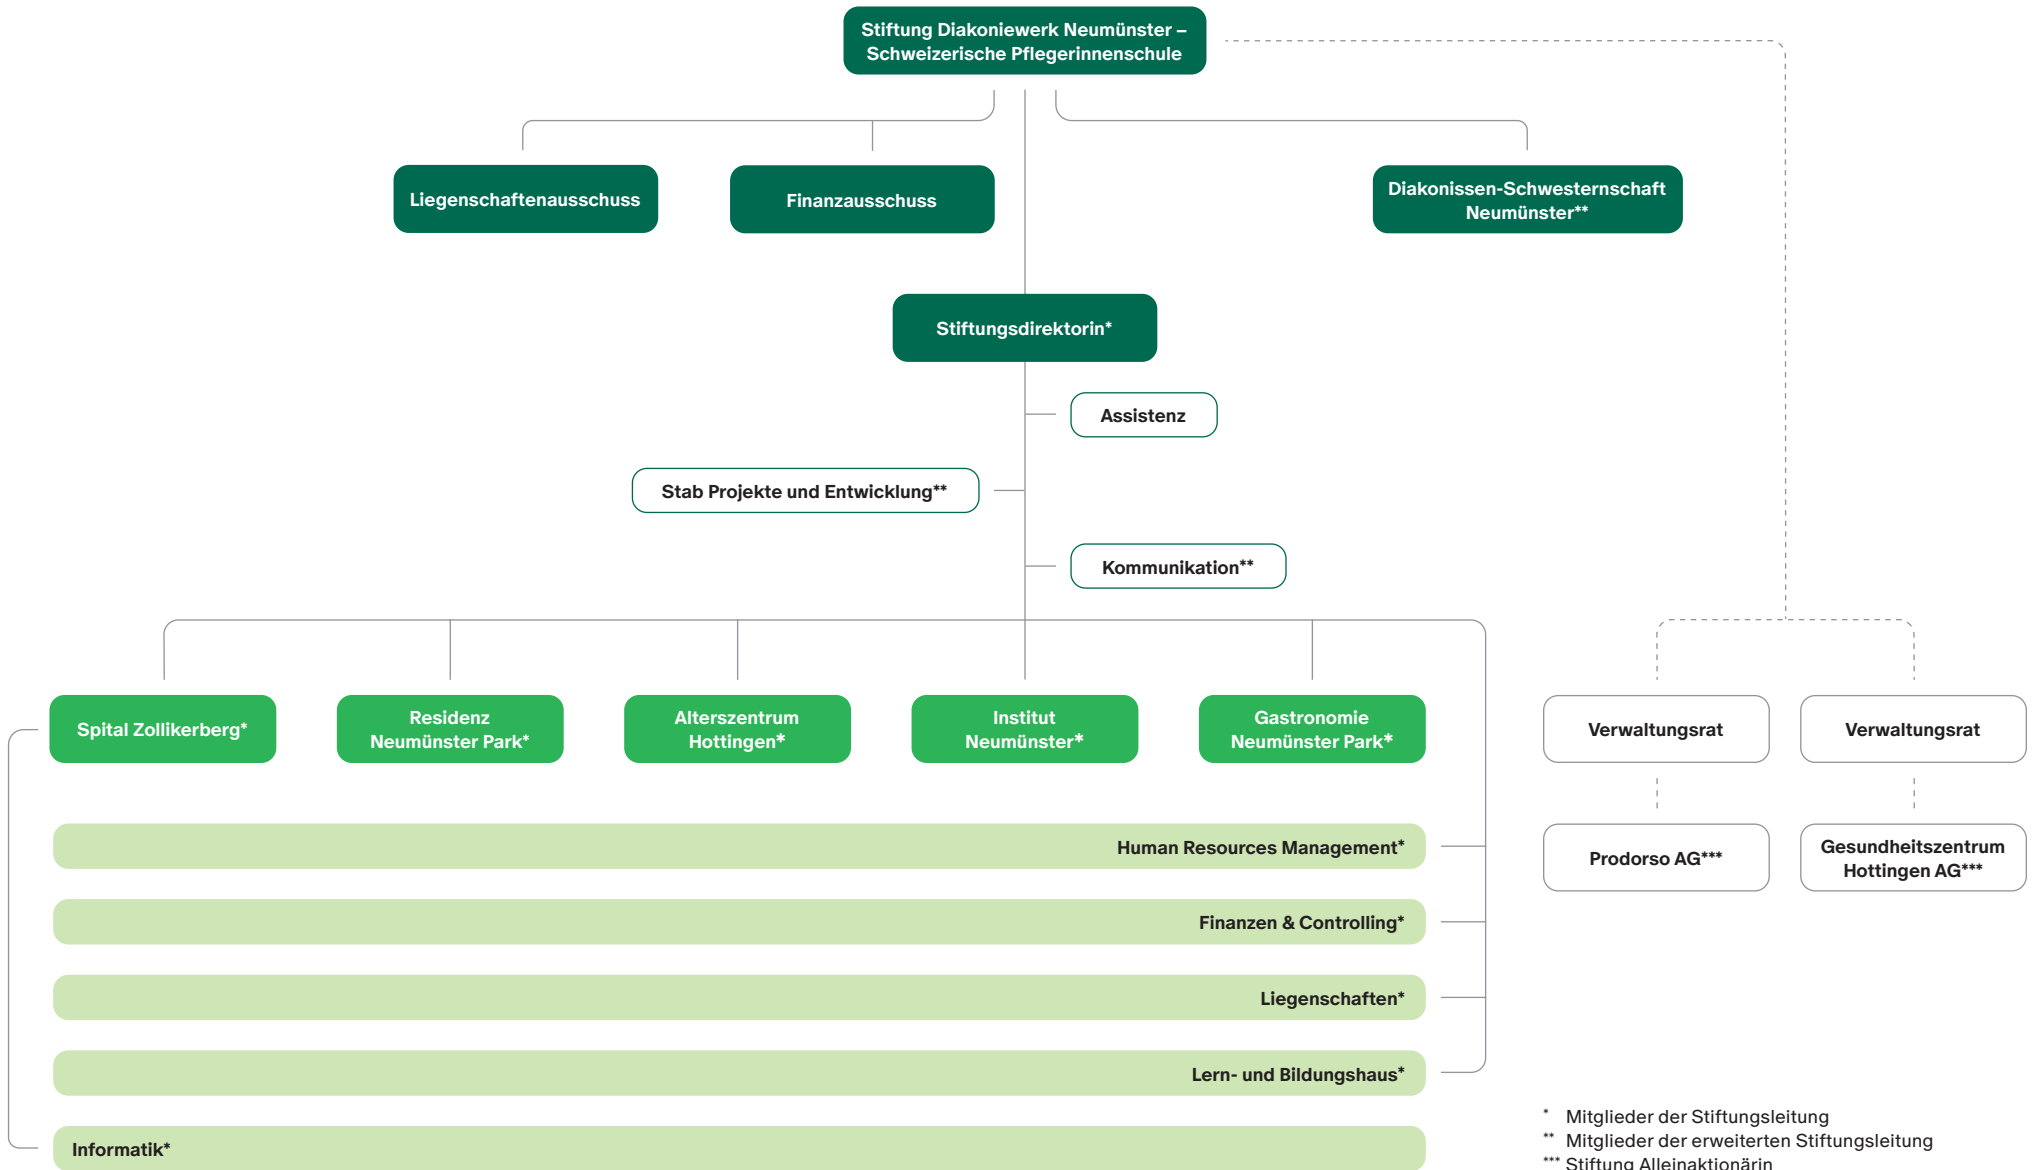 Stiftung Diakoniewerk Neumünster –
Schweizerische Pflegerinnenschule
Liegenschaftenausschuss
Finanzausschuss
Diakonissen-Schwesternschaft
Neumünster**
Stiftungsdirektorin*
Assistenz
Stab Projekte und Entwicklung**
Kommunikation**
Spital Zollikerberg*
Residenz
Neumünster Park*
Alterszentrum
Hottingen*
Institut
Neumünster*
Gastronomie
Neumünster Park*
Verwaltungsrat
Verwaltungsrat
Human Resources Management*
Prodorso AG***
Gesundheitszentrum
Hottingen AG***
Finanzen & Controlling*
Liegenschaften*
Lern- und Bildungshaus*
Informatik*
* Mitglieder der Stiftungsleitung
** Mitglieder der erweiterten Stiftungsleitung
*** Stiftung Alleinaktionärin